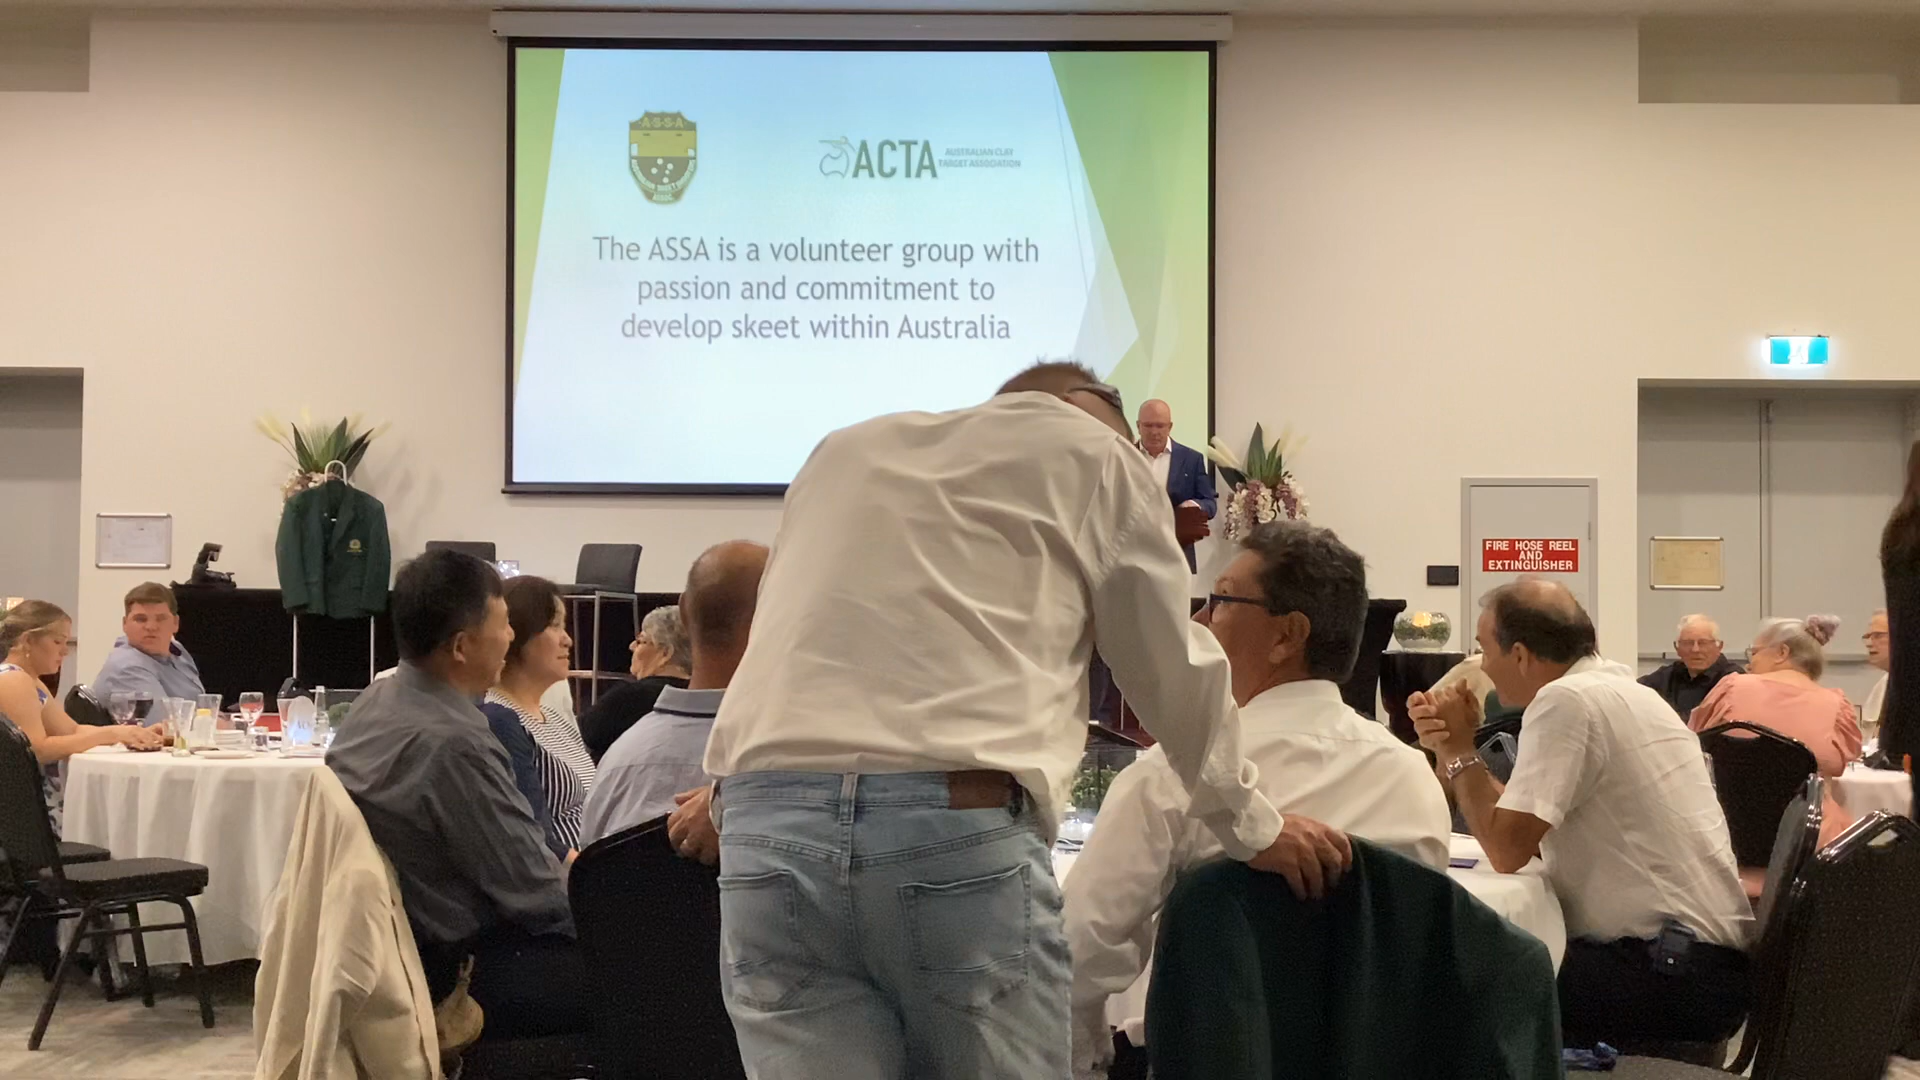 A·S·S·A
ACTA
AUSTRALIAN CLAY
TARGET ASSOCIATION
The ASSA is a volunteer group with
passion and commitment to
develop skeet within Australia
FIRE HOSE REEL
AND
EXTINGUISHER